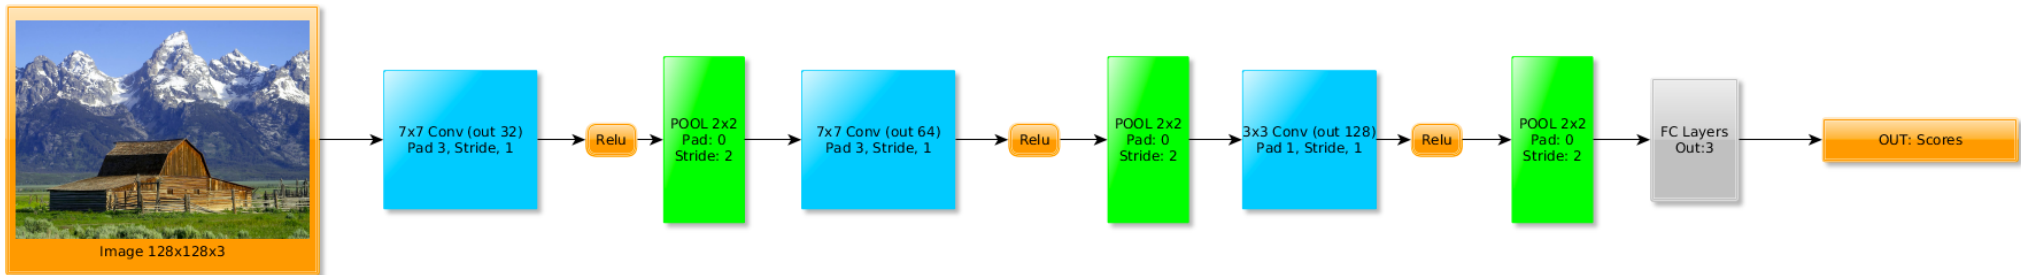 Image 128x128x3
7x7 Conv (out 32)
Pad 3, Stride, 1
Relu
POOL 2x2
Pad: 0
Stride: 2
7x7 Conv (out 64)
Pad 3, Stride, 1
Relu
POOL 2x2
Pad: 0
Stride: 2
3x3 Conv (out 128)
Pad 1, Stride, 1
Relu
POOL 2x2
Pad: 0
Stride: 2
FC Layers
Out:3
OUT: Scores